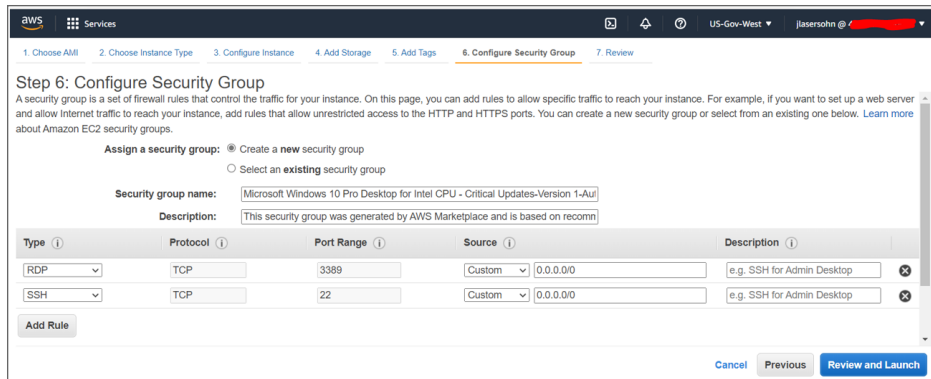 aws Services US-Gov-West jlasersohn @
1. Choose AMI 2. Choose Instance Type 3. Configure Instance 4. Add Storage 5. Add Tags 6. Configure Security Group 7. Review
Step 6: Configure Security Group
A security group is a set of firewall rules that control the traffic for your instance. On this page, you can add rules to allow specific traffic to reach your instance. For example, if you want to set up a web server
and allow Internet traffic to reach your instance, add rules that allow unrestricted access to the HTTP and HTTPS ports. You can create a new security group or select from an existing one below. Learn more
about Amazon EC2 security groups.
Assign a security group: Create a new security group
Select an existing security group
Security group name: Microsoft Windows 10 Pro Desktop for Intel CPU - Critical Updates-Version 1-Aut
Description: This security group was generated by AWS Marketplace and is based on recomm
Type Protocol Port Range Source Description
RDP TCP 3389 Custom 0.0.0.0/0 e.g. SSH for Admin Desktop
SSH TCP 22 Custom 0.0.0.0/0 e.g. SSH for Admin Desktop
Add Rule
Cancel Previous Review and Launch